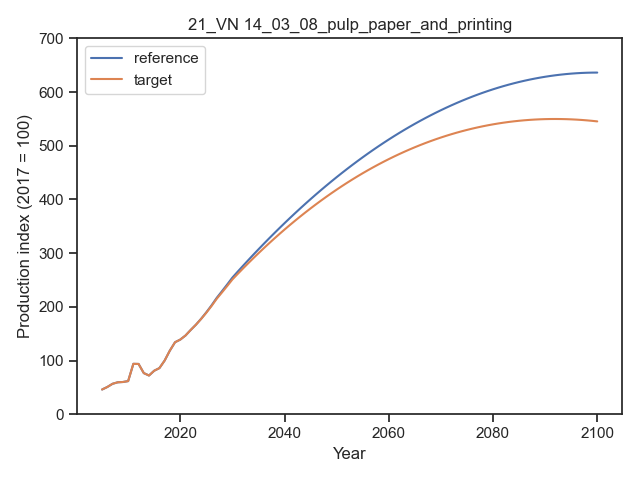 21_VN 14_03_08_pulp_paper_and_printing
reference
target
Production index (2017 = 100)
700
600
500
400
300
200
100
0
2020 2040 2060 2080 2100
Year